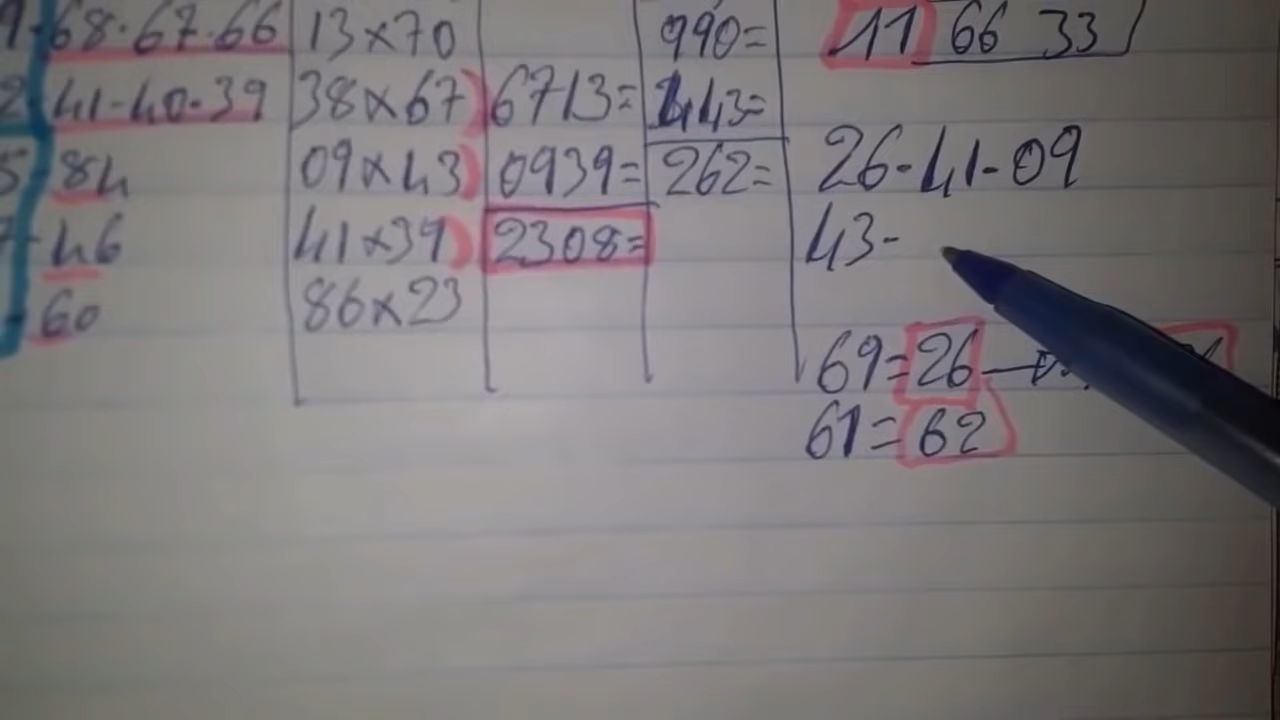 68-67-66 13x70 990= 11 66 33
41-40-39 38x67) 6713= 443=
84 09x43) 0939= 262= 26-41-09
46 41x39) 2308= 43-
60 86x23
69=26
61=62